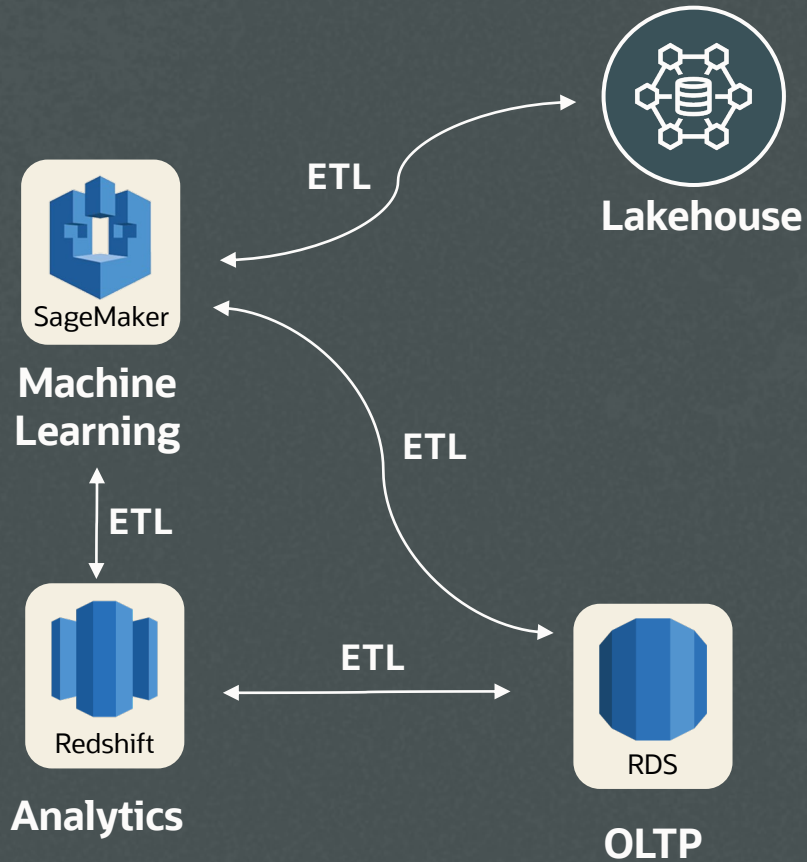 Lakehouse
ETL
SageMaker
Machine
Learning
ETL
ETL
ETL
Redshift
Analytics
RDS
OLTP